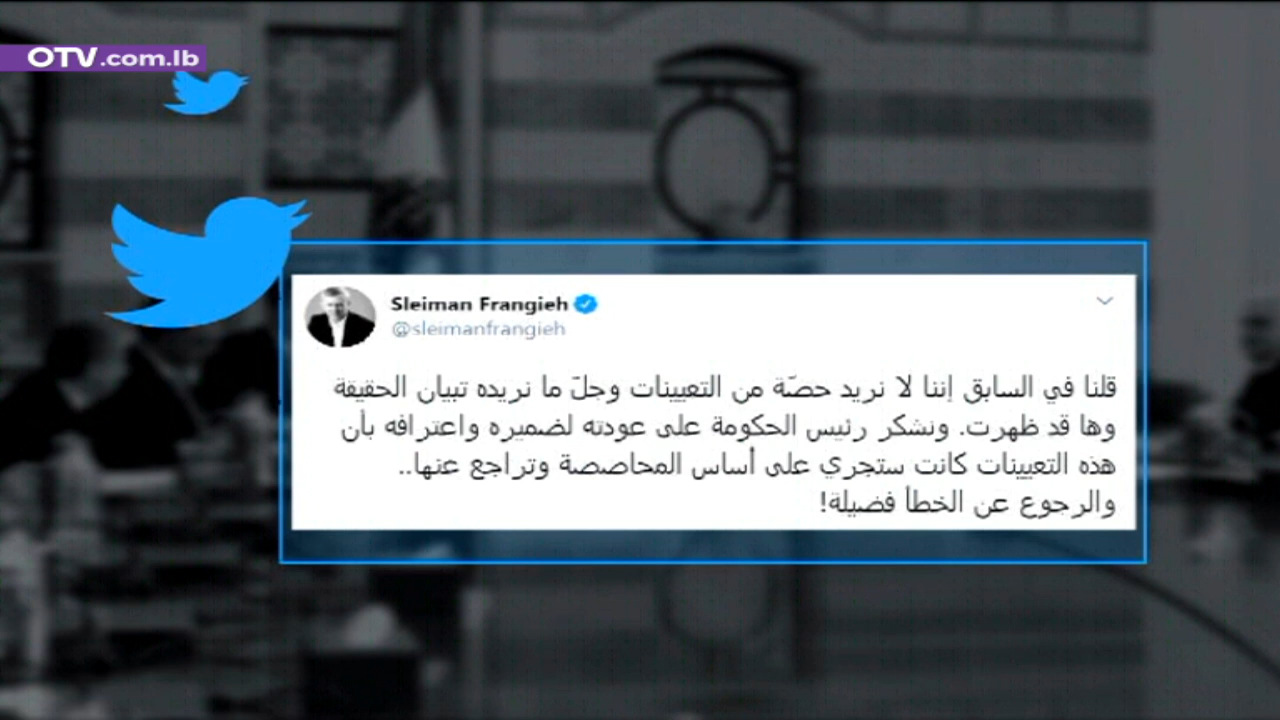 OTV.com.lb
Sleiman Frangieh
@sleimanfrangieh
قلنا في السابق إننا لا نريد حصّة من التعيينات وجلّ ما نريده تبيان الحقيقة
وها قد ظهرت. ونشكر رئيس الحكومة على عودته لضميره واعترافه بأن
هذه التعيينات كانت ستجري على أساس المحاصصة وتراجع عنها..
والرجوع عن الخطأ فضيلة!